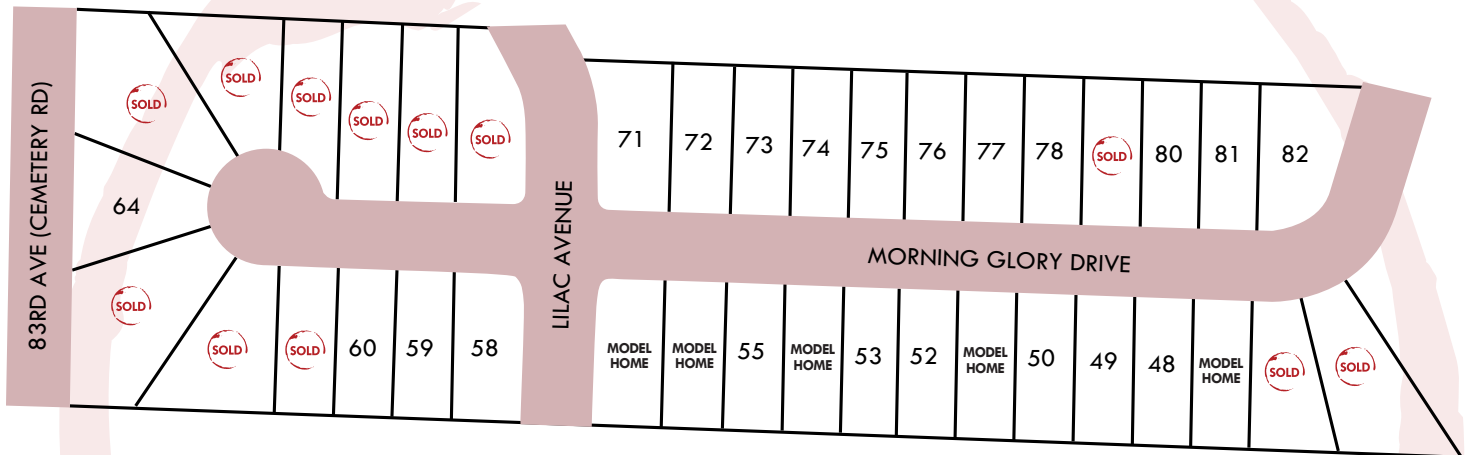 83RD AVE (CEMETERY RD)
SOLD
SOLD
SOLD
SOLD
SOLD
SOLD
64
SOLD
SOLD
SOLD
60
59
58
LILAC AVENUE
71
72
73
74
75
76
77
78
SOLD
80
81
82
MORNING GLORY DRIVE
MODEL
HOME
MODEL
HOME
55
MODEL
HOME
53
52
MODEL
HOME
50
49
48
MODEL
HOME
SOLD
SOLD